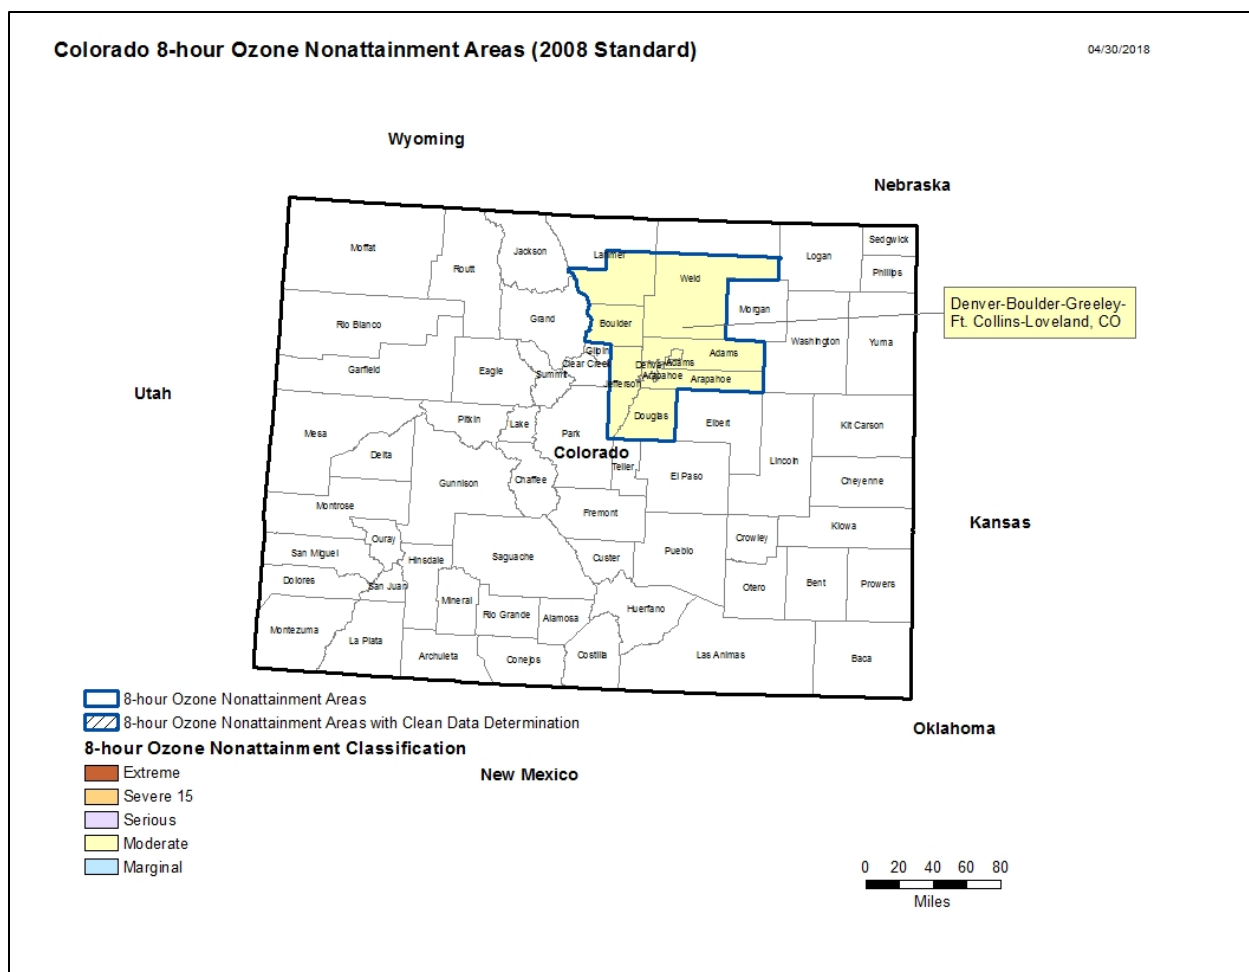 Colorado 8-hour Ozone Nonattainment Areas (2008 Standard)
04/30/2018
Wyoming
Nebraska
Sedgwick
Moffat
Jackson
Larimer
Logan
Routt
Phillips
Weld
Grand
Morgan
Denver-Boulder-Greeley-
Ft. Collins-Loveland, CO
Rio Blanco
Boulder
Washington
Yuma
Gilpin
Adams
Clear Creek
Denver
Adams
Garfield
Eagle
Summit
Arapahoe
Arapahoe
Jefferson
Utah
Douglas
Pitkin
Lake
Elbert
Kit Carson
Mesa
Park
Colorado
Delta
Lincoln
Teller
El Paso
Gunnison
Chaffee
Cheyenne
Montrose
Fremont
Kansas
Kiowa
Ouray
Crowley
San Miguel
Hinsdale
Saguache
Custer
Pueblo
Dolores
San Juan
Otero
Bent
Prowers
Mineral
Rio Grande
Alamosa
Huerfano
Montezuma
La Plata
Archuleta
Conejos
Costilla
Las Animas
Baca
8-hour Ozone Nonattainment Areas
8-hour Ozone Nonattainment Areas with Clean Data Determination
Oklahoma
8-hour Ozone Nonattainment Classification
New Mexico
Extreme
Severe 15
Serious
Moderate
Marginal
0 20 40 60 80
Miles